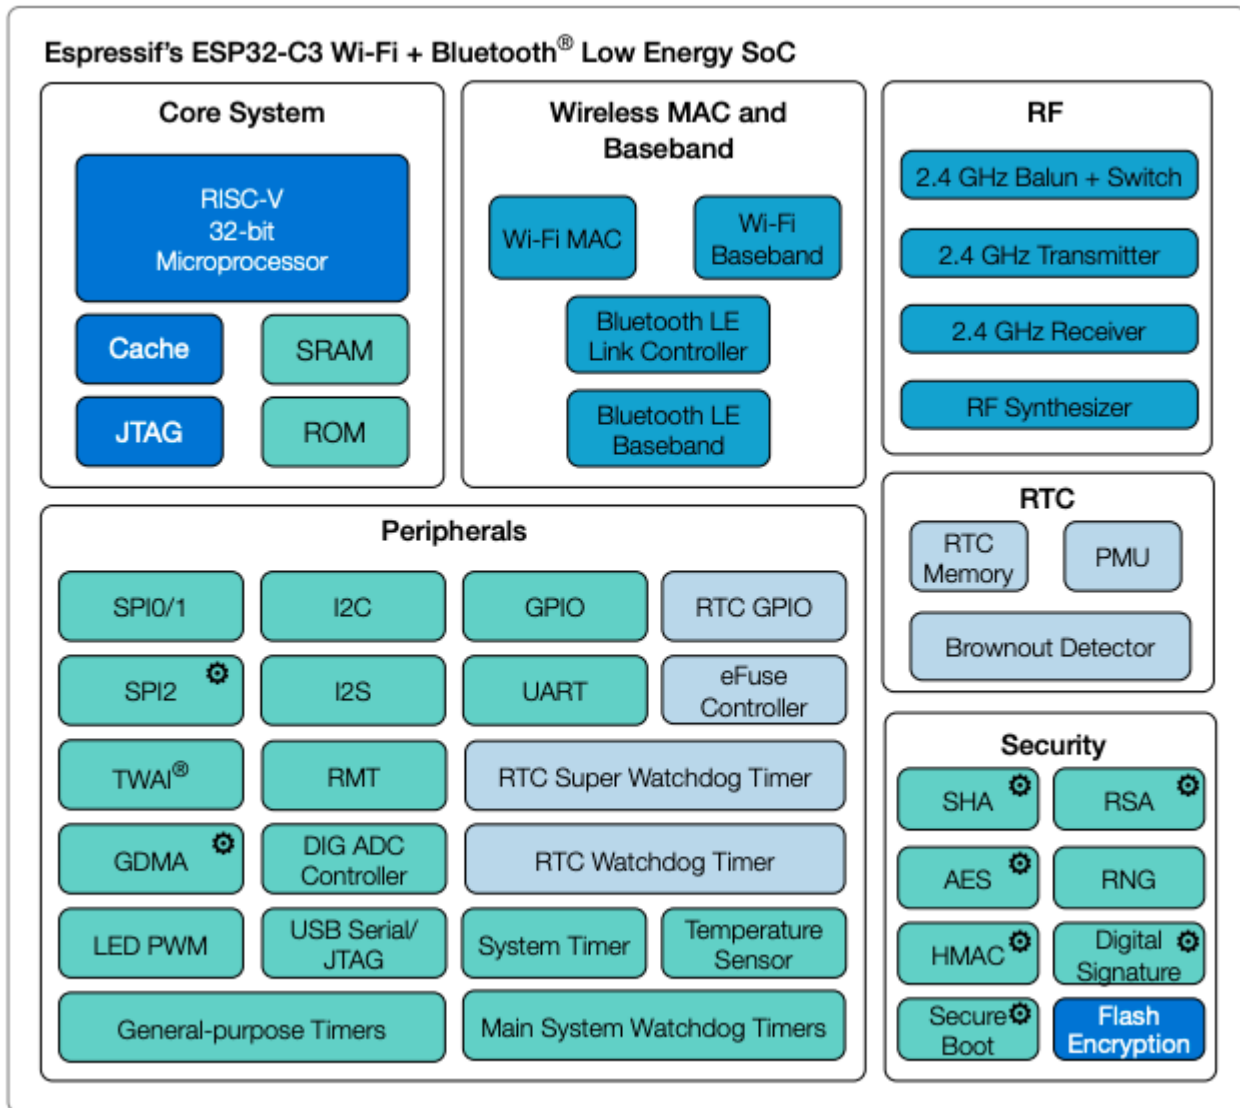 Espressif's ESP32-C3 Wi-Fi + Bluetooth® Low Energy SoC
Core System
RISC-V
32-bit
Microprocessor
Cache
SRAM
JTAG
ROM
Wireless MAC and
Baseband
Wi-Fi MAC
Wi-Fi
Baseband
Bluetooth LE
Link Controller
Bluetooth LE
Baseband
RF
2.4 GHz Balun + Switch
2.4 GHz Transmitter
2.4 GHz Receiver
RF Synthesizer
RTC
RTC
Memory
PMU
Brownout Detector
Peripherals
SPI0/1
I2C
GPIO
RTC GPIO
SPI2
I2S
UART
eFuse
Controller
TWAI®
RMT
RTC Super Watchdog Timer
GDMA
DIG ADC
Controller
RTC Watchdog Timer
LED PWM
USB Serial/
JTAG
System Timer
Temperature
Sensor
General-purpose Timers
Main System Watchdog Timers
Security
SHA
RSA
AES
RNG
HMAC
Digital
Signature
Secure
Boot
Flash
Encryption